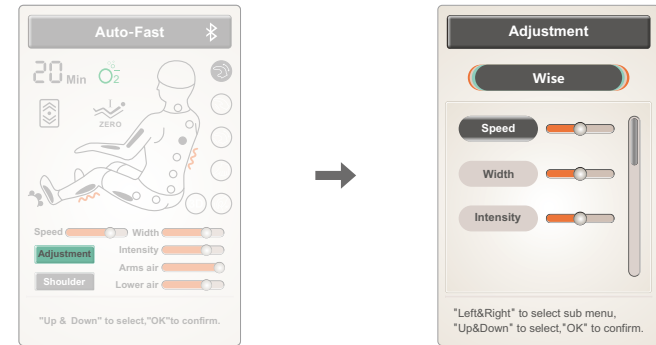 Auto-Fast
20 Min O2
ZERO
Speed Width
Adjustment Intensity
Arms air
Shoulder Lower air
"Up & Down" to select,"OK"to confirm.
Adjustment
Wise
Speed
Width
Intensity
"Left&Right" to select sub menu,
"Up&Down" to select,"OK" to confirm.